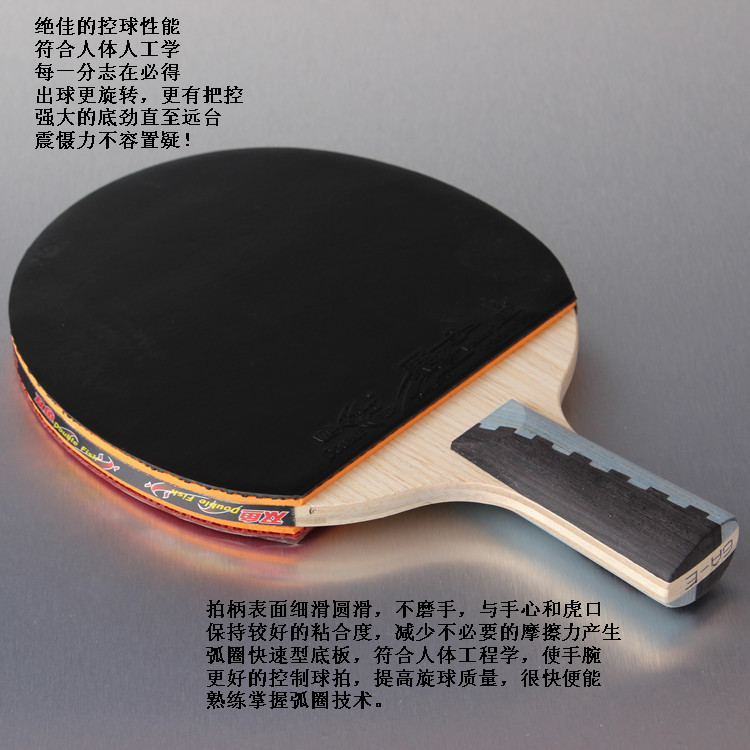 绝佳的控球性能
符合人体人工学
每一分志在必得
出球更旋转，更有把控
强大的底劲直至远台
震慑力不容置疑！
双鱼 Double Fish
Double Fish 双鱼
拍柄表面细滑圆滑，不磨手，与手心和虎口
保持较好的粘合度，减少不必要的摩擦力产生
弧圈快速型底板，符合人体工程学，使手腕
更好的控制球拍，提高旋球质量，很快便能
熟练掌握弧圈技术。